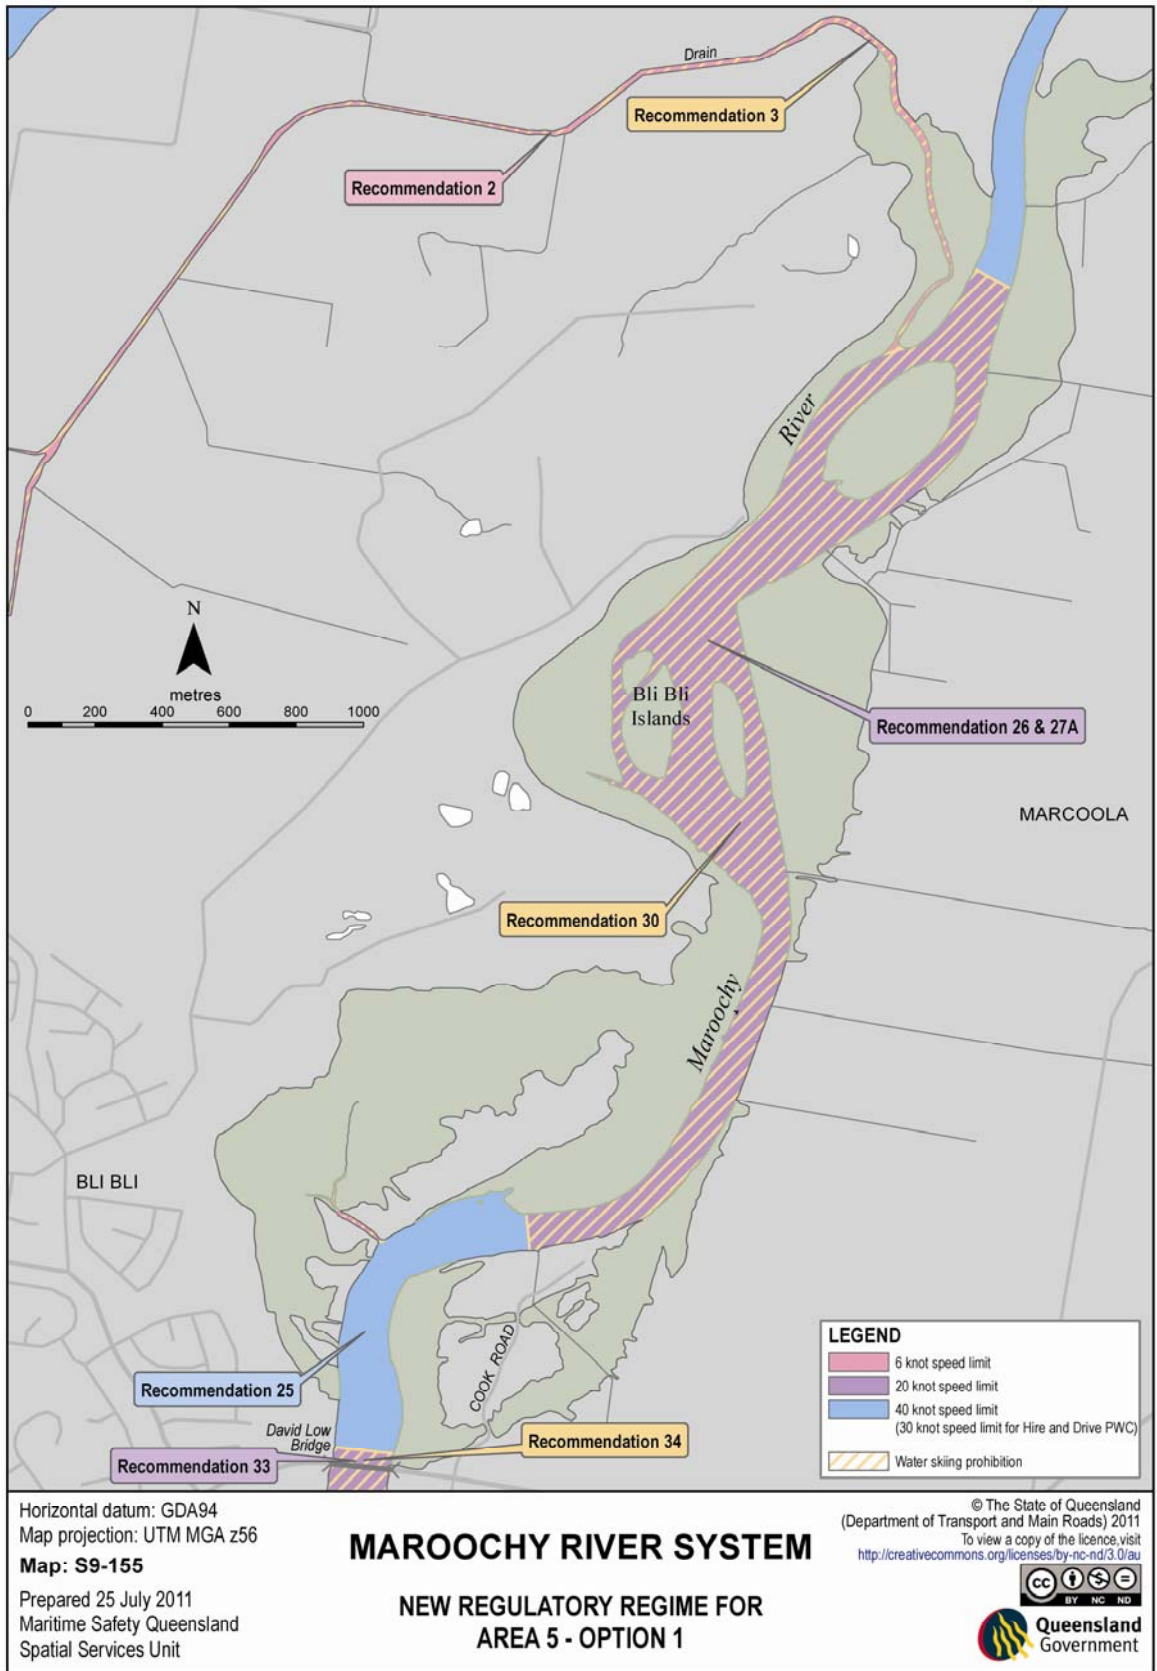 Drain
Recommendation 3
Recommendation 2
River
N
metres
0 200 400 600 800 1000
Bli Bli
Islands
Recommendation 26 & 27A
MARCOOLA
Recommendation 30
Maroochy
BLI BLI
COOK ROAD
Recommendation 25
David Low
Bridge
Recommendation 34
Recommendation 33
LEGEND
6 knot speed limit
20 knot speed limit
40 knot speed limit
(30 knot speed limit for Hire and Drive PWC)
Water skiing prohibition
Horizontal datum: GDA94
Map projection: UTM MGA z56
Map: S9-155
Prepared 25 July 2011
Maritime Safety Queensland
Spatial Services Unit
MAROOCHY RIVER SYSTEM
NEW REGULATORY REGIME FOR
AREA 5 - OPTION 1
© The State of Queensland
(Department of Transport and Main Roads) 2011
To view a copy of the licence,visit
http://creativecommons.org/licenses/by-nc-nd/3.0/au
cc
BY NC ND
Queensland
Government